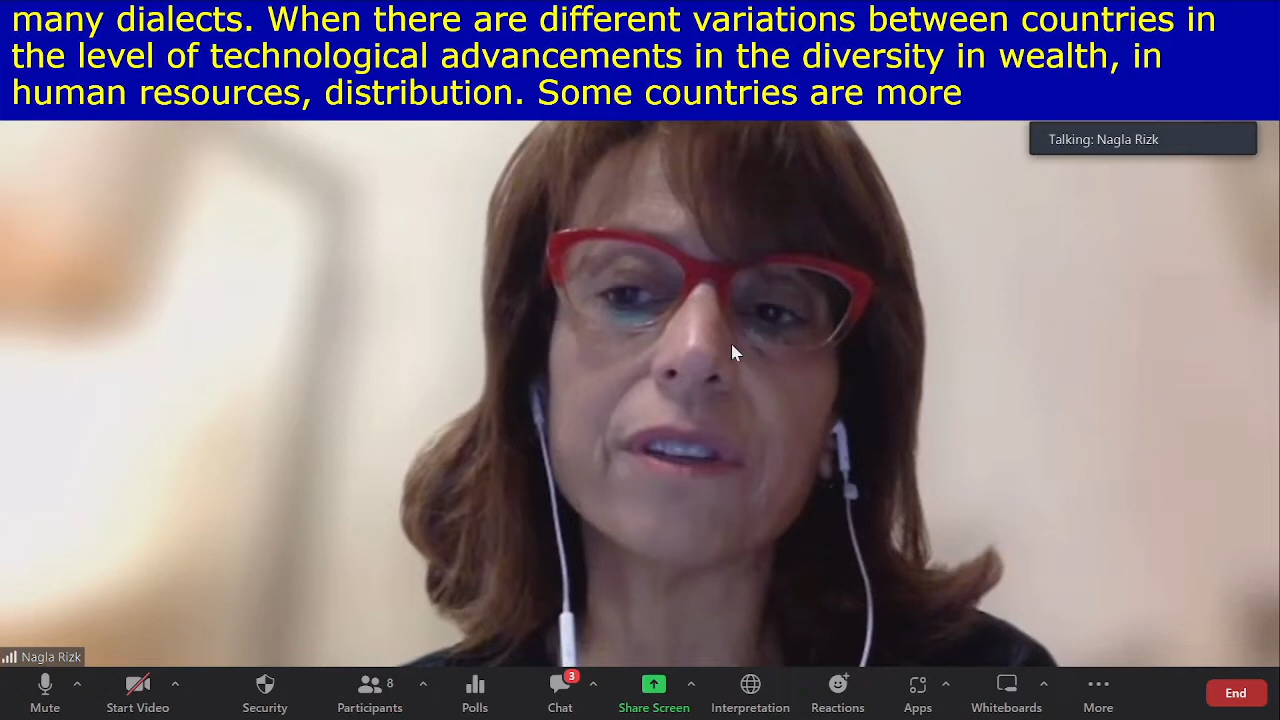 many dialects. When there are different variations between countries in
the level of technological advancements in the diversity in wealth, in
human resources, distribution. Some countries are more
Talking: Nagla Rizk
Nagla Rizk
8
3
Mute
Start Video
Security
Participants
Polls
Chat
Share Screen
Interpretation
Reactions
Apps
Whiteboards
More
End